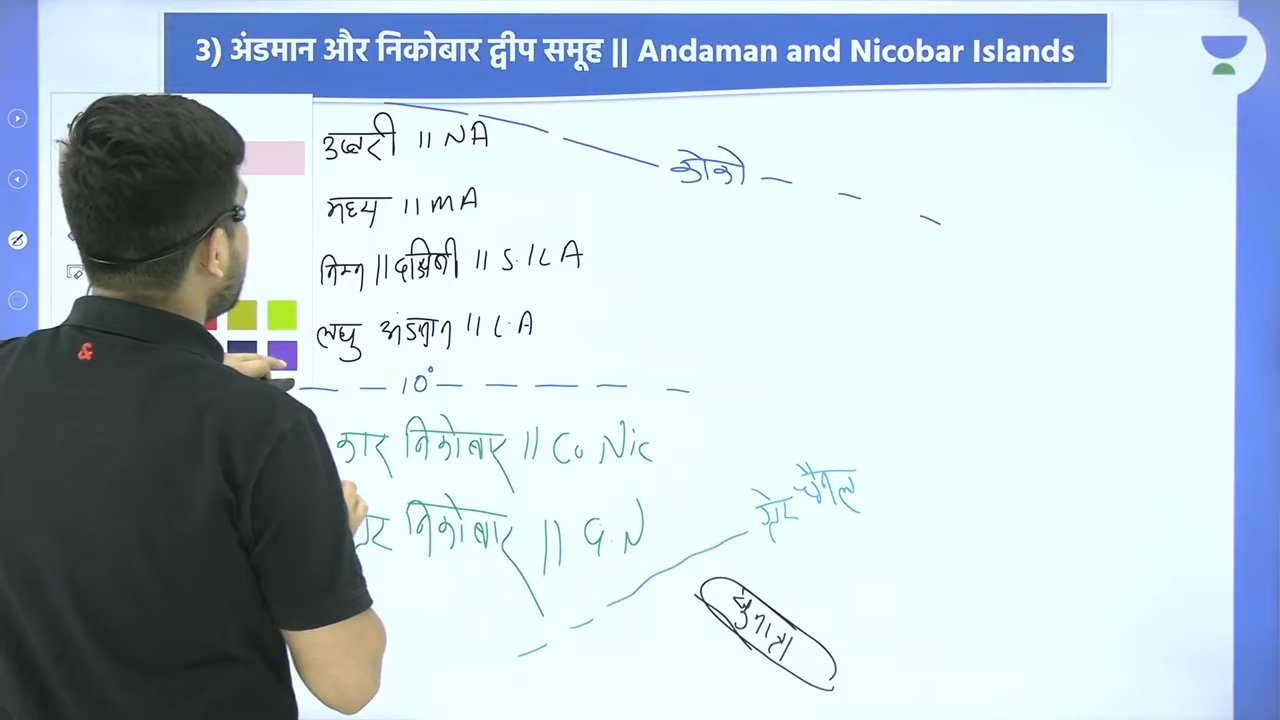 3) अंडमान और निकोबार द्वीप समूह || Andaman and Nicobar Islands
उत्तरी || NA
कोको
मध्य || MA
निम्न || दक्षिणी || S. / L A
लघु अंडमान || L.A
10°
कार निकोबार || Co Nic
ग्रेट चैनल
निकोबार || G.N
सुमात्रा
&